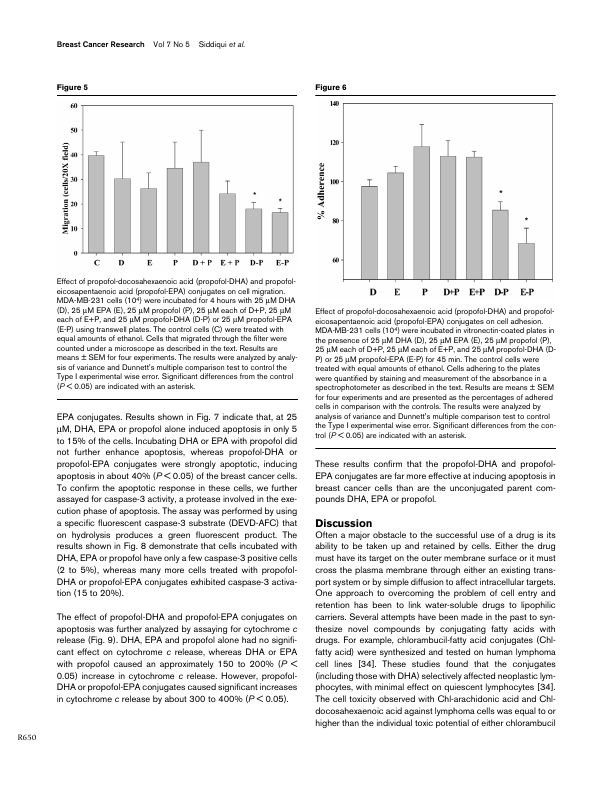 Breast Cancer Research Vol 7 No 5 Siddiqui et al.
Figure 5
60
50
40
30
20
10
0
Migration (cells/20X field)
C D E P D + P E + P D-P E-P
* *
Effect of propofol-docosahexaenoic acid (propofol-DHA) and propofol-
eicosapentaenoic acid (propofol-EPA) conjugates on cell migration.
MDA-MB-231 cells (10⁴) were incubated for 4 hours with 25 µM DHA
(D), 25 µM EPA (E), 25 µM propofol (P), 25 µM each of D+P, 25 µM
each of E+P, and 25 µM propofol-DHA (D-P) or 25 µM propofol-EPA
(E-P) using transwell plates. The control cells (C) were treated with
equal amounts of ethanol. Cells that migrated through the filter were
counted under a microscope as described in the text. Results are
means ± SEM for four experiments. The results were analyzed by analy-
sis of variance and Dunnett's multiple comparison test to control the
Type I experimental wise error. Significant differences from the control
(P < 0.05) are indicated with an asterisk.
EPA conjugates. Results shown in Fig. 7 indicate that, at 25
µM, DHA, EPA or propofol alone induced apoptosis in only 5
to 15% of the cells. Incubating DHA or EPA with propofol did
not further enhance apoptosis, whereas propofol-DHA or
propofol-EPA conjugates were strongly apoptotic, inducing
apoptosis in about 40% (P < 0.05) of the breast cancer cells.
To confirm the apoptotic response in these cells, we further
assayed for caspase-3 activity, a protease involved in the exe-
cution phase of apoptosis. The assay was performed by using
a specific fluorescent caspase-3 substrate (DEVD-AFC) that
on hydrolysis produces a green fluorescent product. The
results shown in Fig. 8 demonstrate that cells incubated with
DHA, EPA or propofol have only a few caspase-3 positive cells
(2 to 5%), whereas many more cells treated with propofol-
DHA or propofol-EPA conjugates exhibited caspase-3 activa-
tion (15 to 20%).
The effect of propofol-DHA and propofol-EPA conjugates on
apoptosis was further analyzed by assaying for cytochrome c
release (Fig. 9). DHA, EPA and propofol alone had no signifi-
cant effect on cytochrome c release, whereas DHA or EPA
with propofol caused an approximately 150 to 200% (P <
0.05) increase in cytochrome c release. However, propofol-
DHA or propofol-EPA conjugates caused significant increases
in cytochrome c release by about 300 to 400% (P < 0.05).
Figure 6
140
120
100
80
60
% Adherence
D E P D+P E+P D-P E-P
* *
Effect of propofol-docosahexaenoic acid (propofol-DHA) and propofol-
eicosapentaenoic acid (propofol-EPA) conjugates on cell adhesion.
MDA-MB-231 cells (10⁴) were incubated in vitronectin-coated plates in
the presence of 25 µM DHA (D), 25 µM EPA (E), 25 µM propofol (P),
25 µM each of D+P, 25 µM each of E+P, and 25 µM propofol-DHA (D-
P) or 25 µM propofol-EPA (E-P) for 45 min. The control cells were
treated with equal amounts of ethanol. Cells adhering to the plates
were quantified by staining and measurement of the absorbance in a
spectrophotometer as described in the text. Results are means ± SEM
for four experiments and are presented as the percentages of adhered
cells in comparison with the controls. The results were analyzed by
analysis of variance and Dunnett's multiple comparison test to control
the Type I experimental wise error. Significant differences from the con-
trol (P < 0.05) are indicated with an asterisk.
These results confirm that the propofol-DHA and propofol-
EPA conjugates are far more effective at inducing apoptosis in
breast cancer cells than are the unconjugated parent com-
pounds DHA, EPA or propofol.
Discussion
Often a major obstacle to the successful use of a drug is its
ability to be taken up and retained by cells. Either the drug
must have its target on the outer membrane surface or it must
cross the plasma membrane through either an existing trans-
port system or by simple diffusion to affect intracellular targets.
One approach to overcoming the problem of cell entry and
retention has been to link water-soluble drugs to lipophilic
carriers. Several attempts have been made in the past to syn-
thesize novel compounds by conjugating fatty acids with
drugs. For example, chlorambucil-fatty acid conjugates (Chl-
fatty acid) were synthesized and tested on human lymphoma
cell lines [34]. These studies found that the conjugates
(including those with DHA) selectively affected neoplastic lym-
phocytes, with minimal effect on quiescent lymphocytes [34].
The cell toxicity observed with Chl-arachidonic and Chl-
docosahexaenoic acid against lymphoma cells was equal to or
higher than the individual toxic potential of either chlorambucil
R650